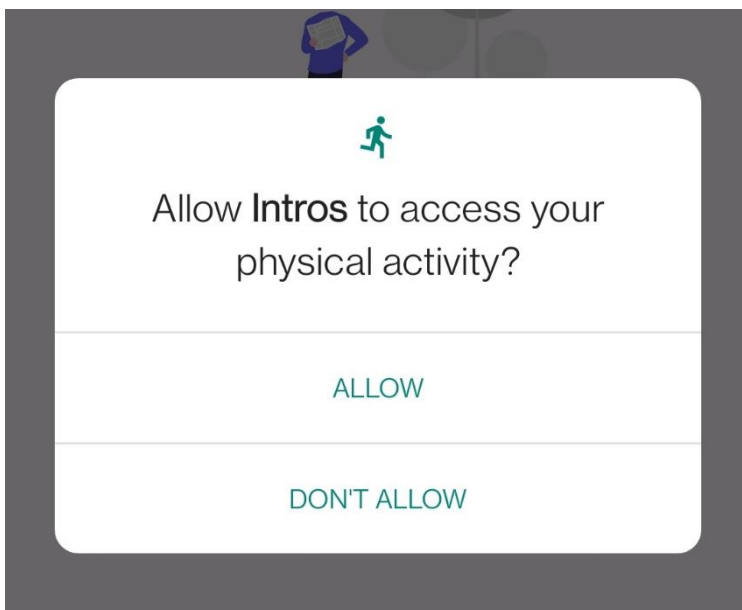 Allow Intros to access your
physical activity?
ALLOW
DON'T ALLOW